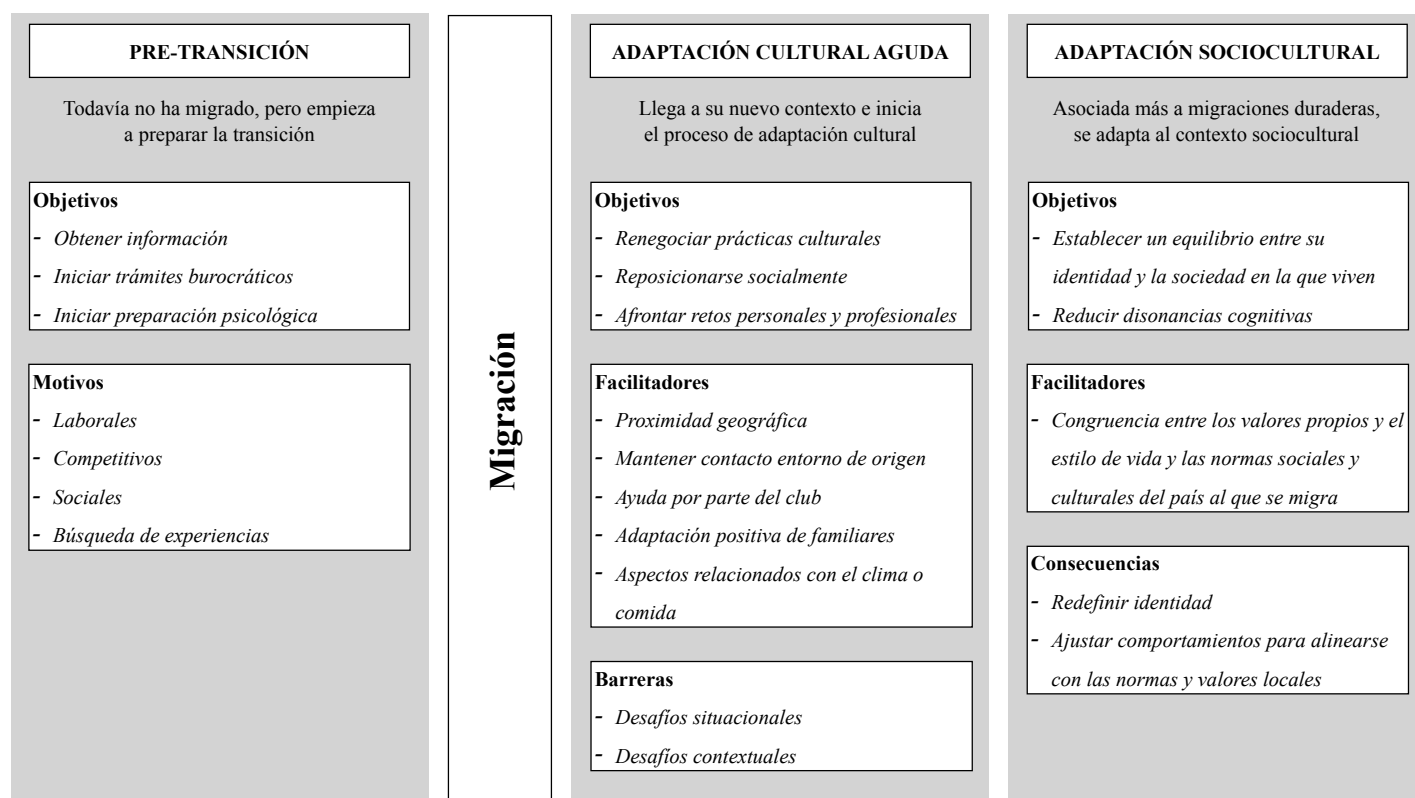 PRE-TRANSICIÓN
Todavía no ha migrado, pero empieza
a preparar la transición
Objetivos
- Obtener información
- Iniciar trámites burocráticos
- Iniciar preparación psicológica
Motivos
- Laborales
- Competitivos
- Sociales
- Búsqueda de experiencias
Migración
ADAPTACIÓN CULTURAL AGUDA
Llega a su nuevo contexto e inicia
el proceso de adaptación cultural
Objetivos
- Renegociar prácticas culturales
- Reposicionarse socialmente
- Afrontar retos personales y profesionales
Facilitadores
- Proximidad geográfica
- Mantener contacto entorno de origen
- Ayuda por parte del club
- Adaptación positiva de familiares
- Aspectos relacionados con el clima o
comida
Barreras
- Desafíos situacionales
- Desafíos contextuales
ADAPTACIÓN SOCIOCULTURAL
Asociada más a migraciones duraderas,
se adapta al contexto sociocultural
Objetivos
- Establecer un equilibrio entre su
identidad y la sociedad en la que viven
- Reducir disonancias cognitivas
Facilitadores
- Congruencia entre los valores propios y el
estilo de vida y las normas sociales y
culturales del país al que se migra
Consecuencias
- Redefinir identidad
- Ajustar comportamientos para alinearse
con las normas y valores locales